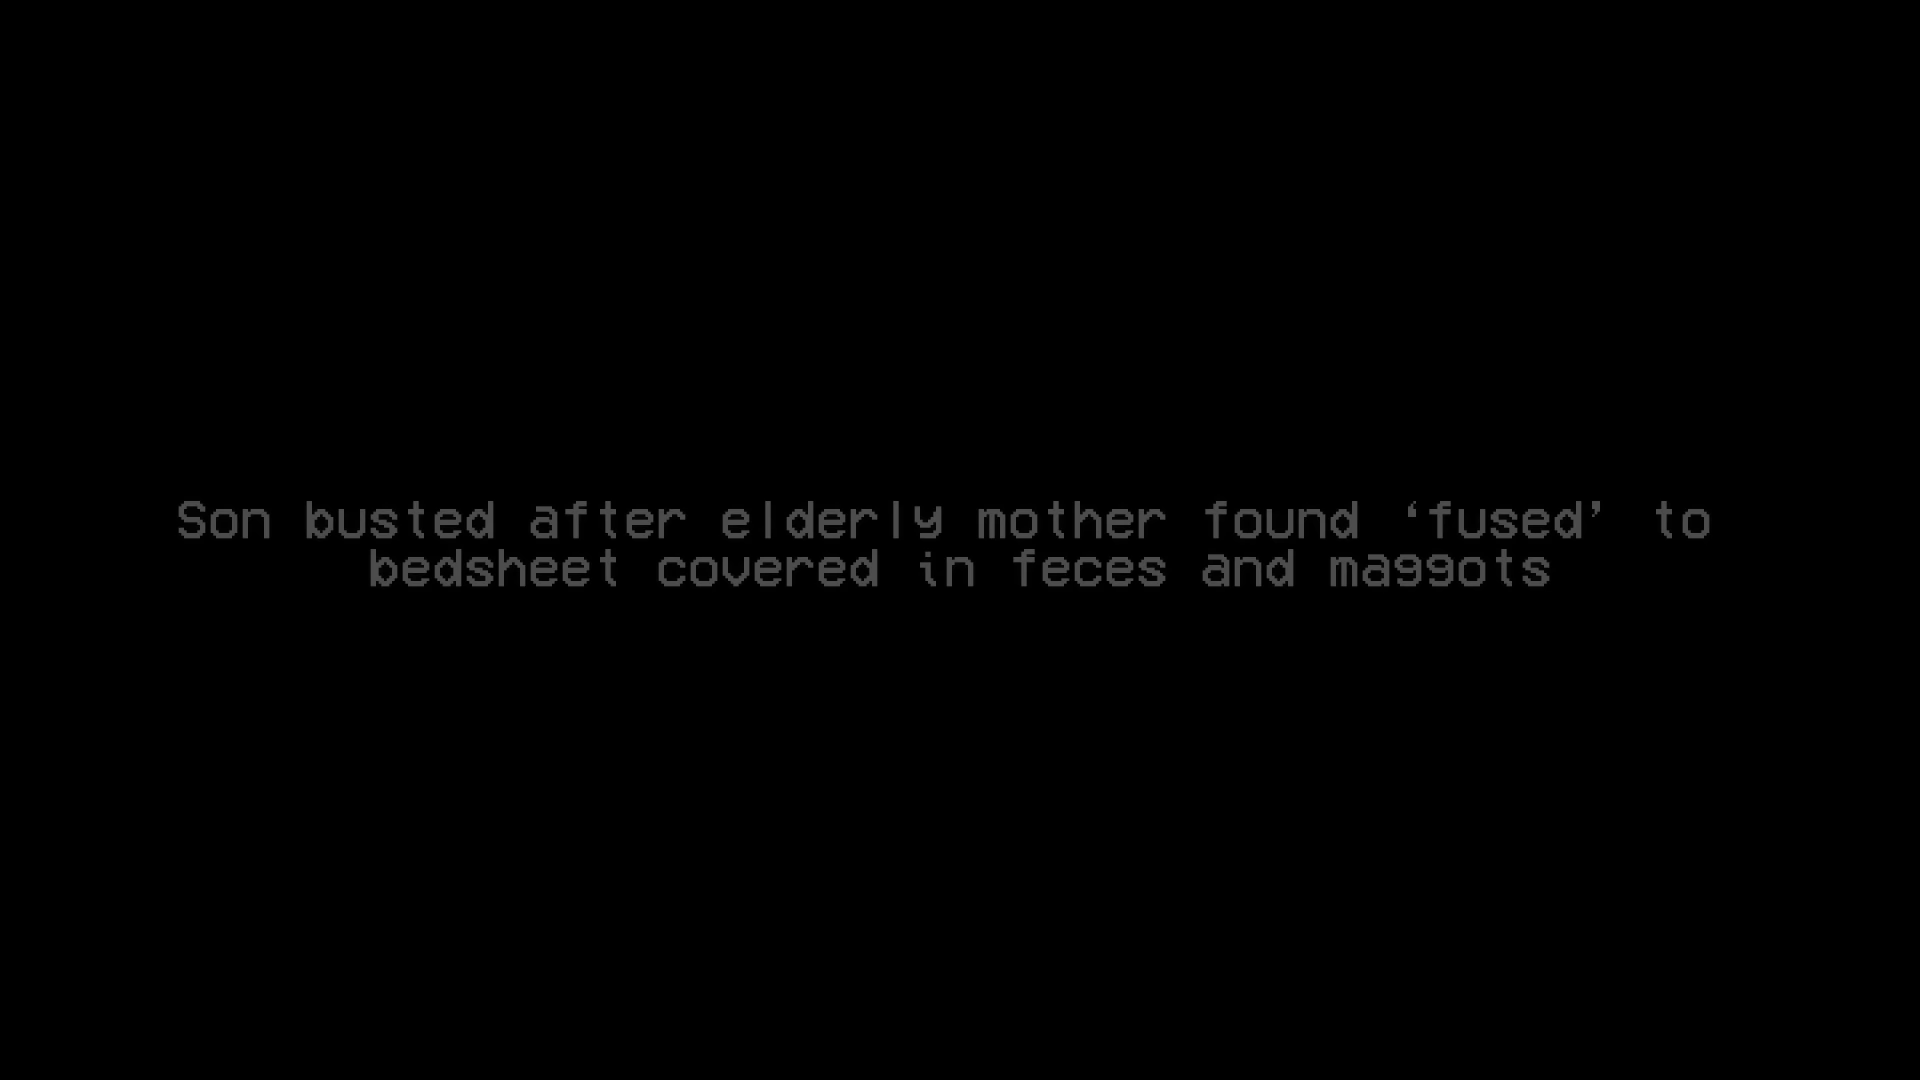 Son busted after elderly mother found ‘fused’ to
bedsheet covered in feces and maggots